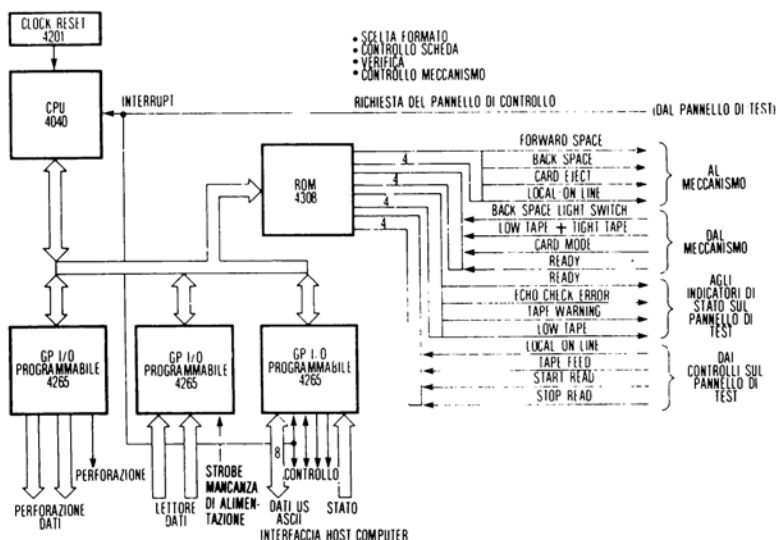 CLOCK RESET
4201
CPU
4040
INTERRUPT
• SCELTA FORMATO
• CONTROLLO SCHEDA
• VERIFICA
• CONTROLLO MECCANISMO
RICHIESTA DEL PANNELLO DI CONTROLLO
(DAL PANNELLO DI TEST)
ROM
4308
4
4
4
4
FORWARD SPACE
BACK SPACE
CARD EJECT
LOCAL ON LINE
AL
MECCANISMO
BACK SPACE LIGHT SWITCH
LOW TAPE + TIGHT TAPE
CARD MODE
READY
DAL
MECCANISMO
READY
ECHO CHECK ERROR
TAPE WARNING
LOW TAPE
AGLI
INDICATORI DI
STATO SUL
PANNELLO DI
TEST
LOCAL ON LINE
TAPE FEED
START READ
STOP READ
DAI
CONTROLLI SUL
PANNELLO DI
TEST
GP I/O
PROGRAMMABILE
4265
GP I/O
PROGRAMMABILE
4265
GP I/O
PROGRAMMABILE
4265
PERFORAZIONE
PERFORAZIONE
DATI
LETTORE
DATI
STROBE
MANCANZA
DI ALIMEN-
TAZIONE
8
CONTROLLO
DATI US
ASCII
STATO
INTERFACCIA HOST COMPUTER